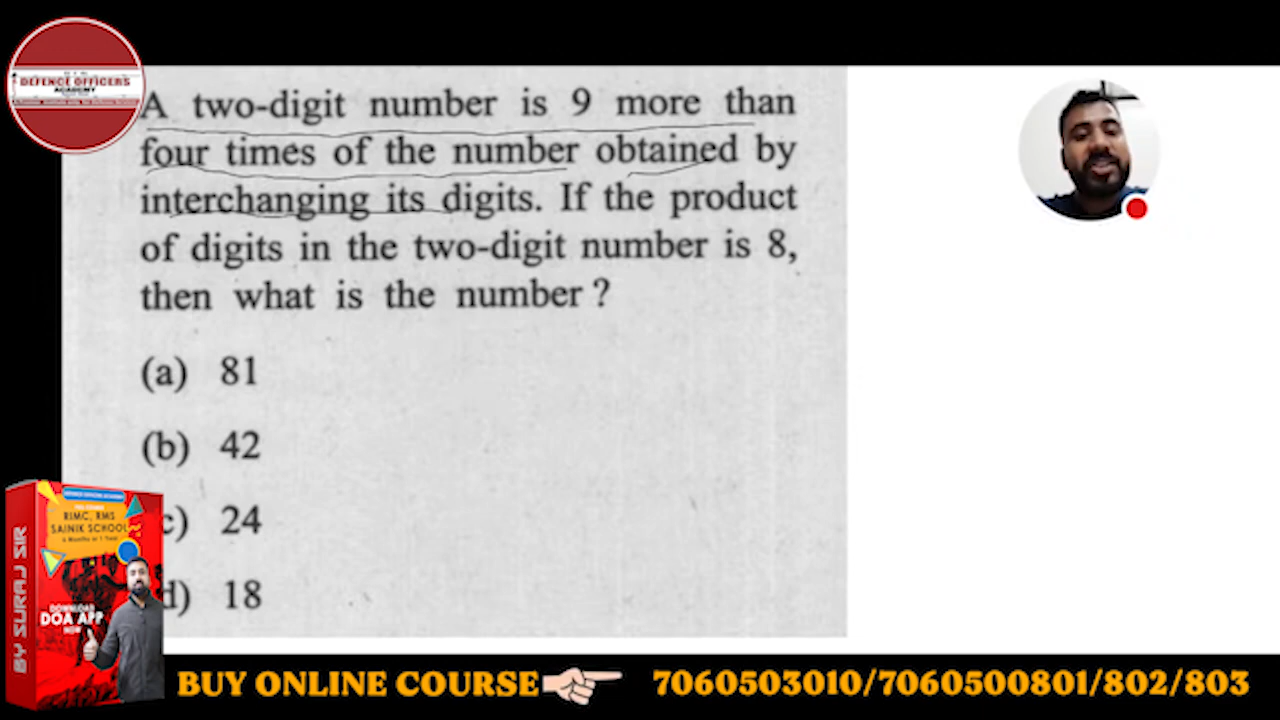 DEFENCE OFFICERS
ACADEMY
A two-digit number is 9 more than
four times of the number obtained by
interchanging its digits. If the product
of digits in the two-digit number is 8,
then what is the number ?
(a) 81
(b) 42
c) 24
d) 18
RIMC, RMS
SAINIK SCHOOL
BY SURAJ SIR
DOWNLOAD
DOA APP
NOW
BUY ONLINE COURSE
7060503010/7060500801/802/803